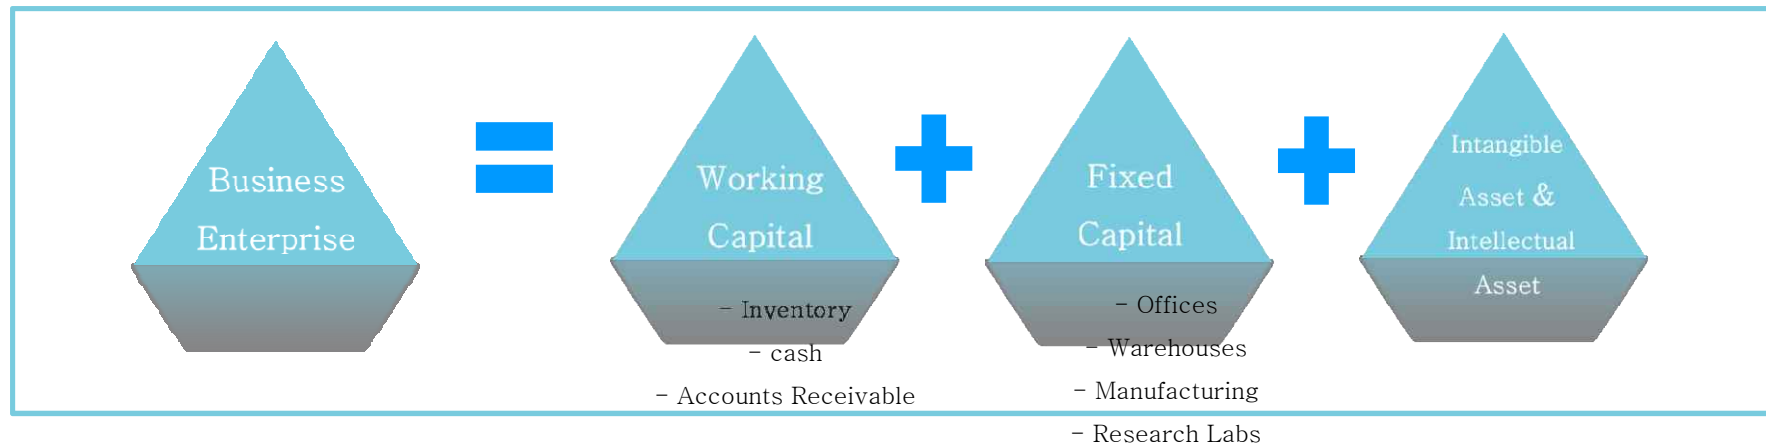 Business
Enterprise
Working
Capital
- Inventory
- cash
- Accounts Receivable
Fixed
Capital
- Offices
- Warehouses
- Manufacturing
- Research Labs
Intangible
Asset &
Intellectual
Asset